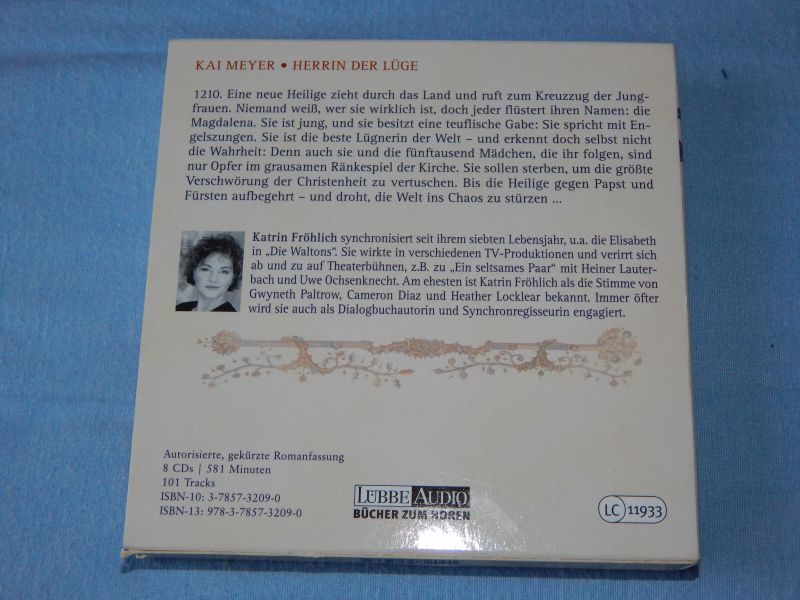 KAI MEYER • HERRIN DER LÜGE
1210. Eine neue Heilige zieht durch das Land und ruft zum Kreuzzug der Jung-
frauen. Niemand weiß, wer sie wirklich ist, doch jeder flüstert ihren Namen: die
Magdalena. Sie ist jung, und sie besitzt eine teuflische Gabe: Sie spricht mit En-
gelszungen. Sie ist die beste Lügnerin der Welt – und erkennt doch selbst nicht
die Wahrheit: Denn auch sie und die fünftausend Mädchen, die ihr folgen, sind
nur Opfer im grausamen Ränkespiel der Kirche. Sie sollen sterben, um die größte
Verschwörung der Christenheit zu vertuschen. Bis die Heilige gegen Papst und
Fürsten aufbegehrt – und droht, die Welt ins Chaos zu stürzen ...
Katrin Fröhlich synchronisiert seit ihrem siebten Lebensjahr, u.a. die Elisabeth
in „Die Waltons“. Sie wirkte in verschiedenen TV-Produktionen und verirrt sich
ab und zu auf Theaterbühnen, z.B. zu „Ein seltsames Paar“ mit Heiner Lauter-
bach und Uwe Ochsenknecht. Am ehesten ist Katrin Fröhlich als die Stimme von
Gwyneth Paltrow, Cameron Diaz und Heather Locklear bekannt. Immer öfter
wird sie auch als Dialogbuchautorin und Synchronregisseurin engagiert.
Autorisierte, gekürzte Romanfassung
8 CDs | 581 Minuten
101 Tracks
ISBN-10: 3-7857-3209-0
ISBN-13: 978-3-7857-3209-0
LÜBBE AUDIO
BÜCHER ZUM HÖREN
LC 11933